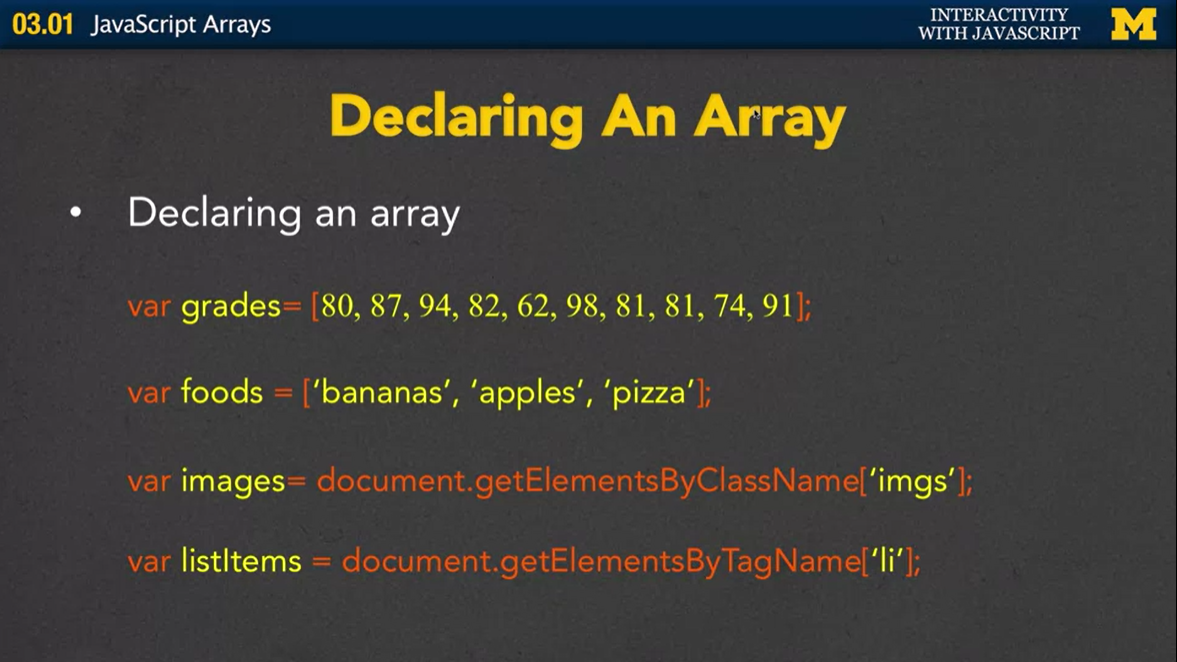 03.01 JavaScript Arrays
INTERACTIVITY
WITH JAVASCRIPT
M
Declaring An Array
• Declaring an array
var grades= [80, 87, 94, 82, 62, 98, 81, 81, 74, 91];
var foods = [‘bananas’, ‘apples’, ‘pizza’];
var images= document.getElementsByClassName[‘imgs’];
var listItems = document.getElementsByTagName[‘li’];